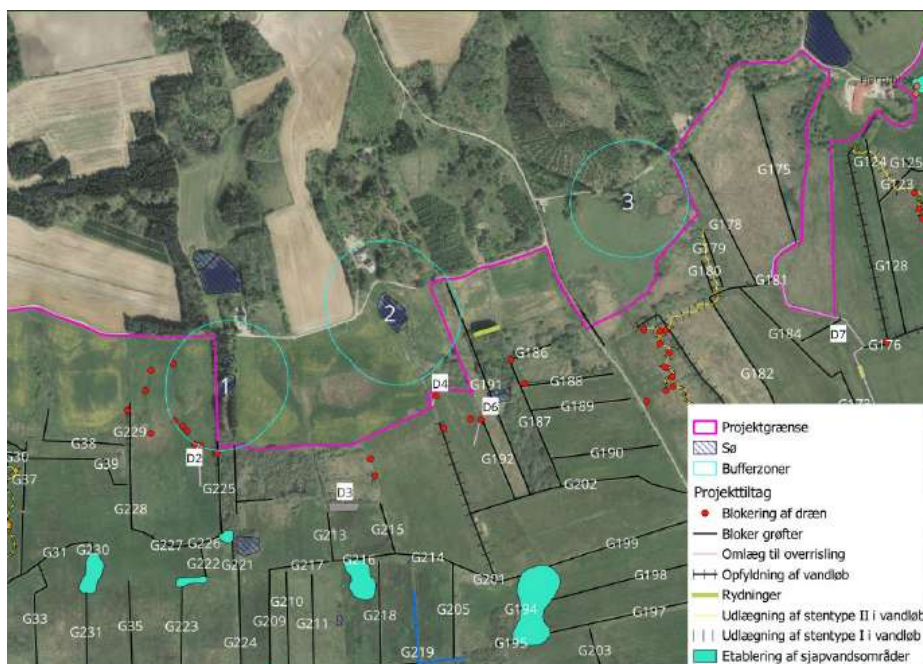 G175
G124
G125
G123
3
G178
G179
G180
G181
G128
2
G184
D7
G176
G182
G186
1
D4
G191
G188
D6
G187
G189
G229
G38
G30
G39
D2
G192
G190
G37
G225
D3
G202
G228
G213
G215
G227
G226
G31
G230
G222
G221
G217
G216
G214
G199
G201
G198
G33
G231
G35
G223
G210
G209
G211
G218
G205
G194
G197
G224
G219
G195
G203
Projektgrænse
Sø
Bufferzoner
Projekttiltag
Blokering af dræn
Bloker grøfter
Omlæg til overrisling
Opfyldning af vandløb
Rydninger
Udlægning af stentype II i vandløb
Udlægning af stentype I i vandløb
Etablering af sjapvandsområder